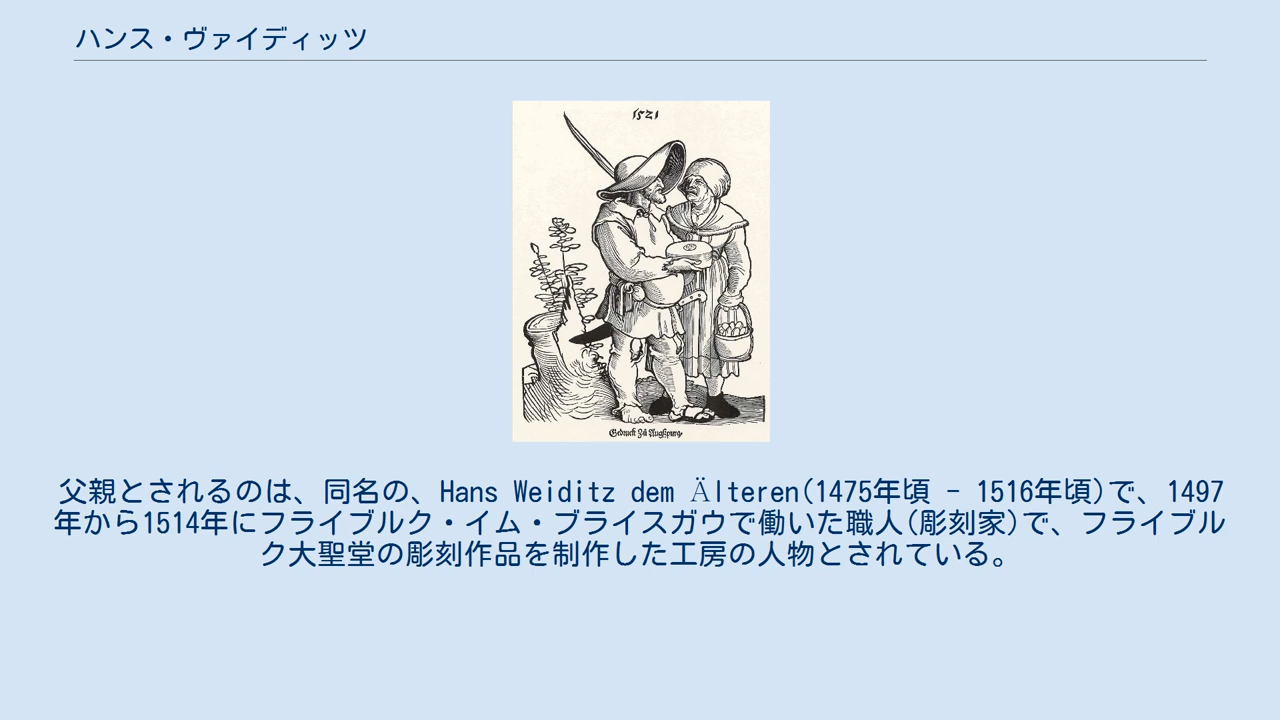 ハンス・ヴァイディッツ
1521
Gedruckt Zů Augspurg
父親とされるのは、同名の、Hans Weiditz dem Älteren(1475年頃 - 1516年頃)で、1497
年から1514年にフライブルク・イム・ブライスガウで働いた職人(彫刻家)で、フライブル
ク大聖堂の彫刻作品を制作した工房の人物とされている。